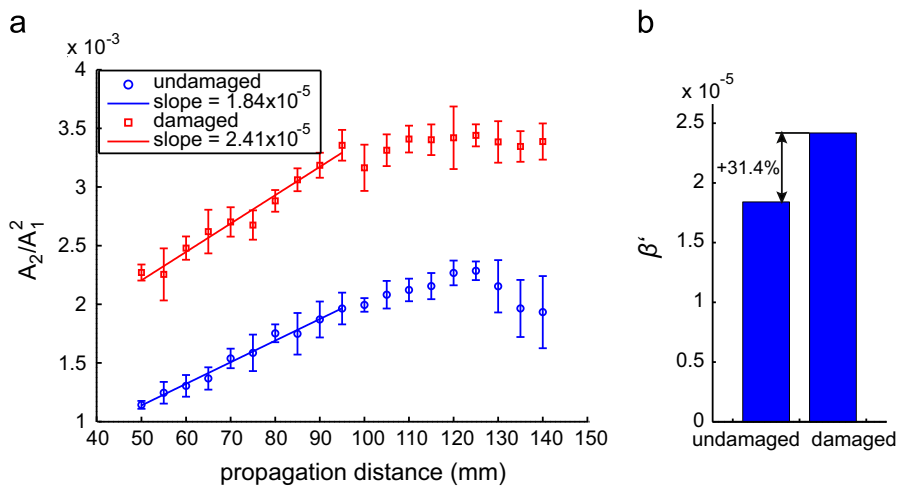 a
x 10⁻³
4
3.5
3
2.5
2
1.5
1
40 50 60 70 80 90 100 110 120 130 140 150
A₂/A₁²
propagation distance (mm)
undamaged
slope = 1.84x10⁻⁵
damaged
slope = 2.41x10⁻⁵
b
x 10⁻⁵
2.5
2
1.5
1
0.5
0
β‘
+31.4%
undamaged damaged